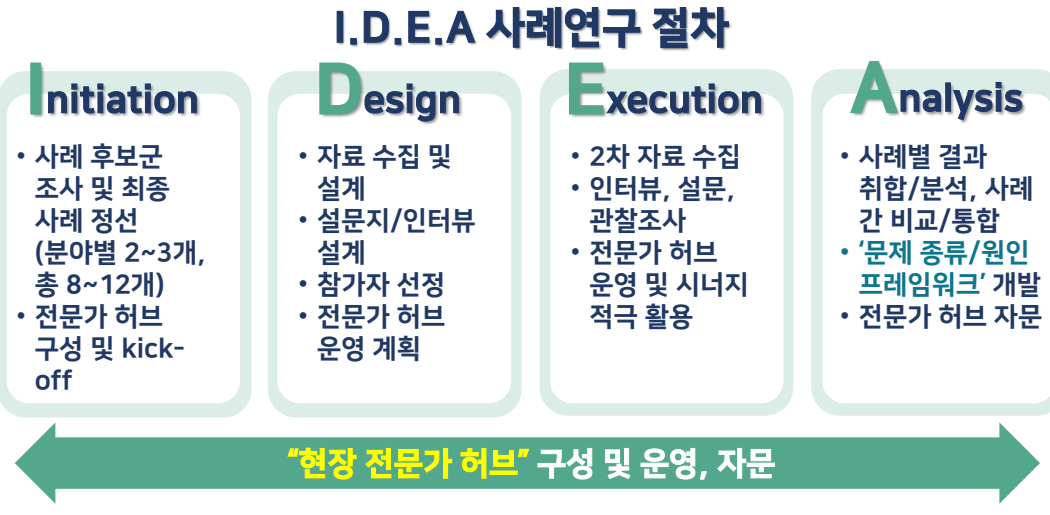 I.D.E.A 사례연구 절차
Initiation
• 사례 후보군
조사 및 최종
사례 정선
(분야별 2~3개,
총 8~12개)
• 전문가 허브
구성 및 kick-
off
Design
• 자료 수집 및
설계
• 설문지/인터뷰
설계
• 참가자 선정
• 전문가 허브
운영 계획
Execution
• 2차 자료 수집
• 인터뷰, 설문,
관찰조사
• 전문가 허브
운영 및 시너지
적극 활용
Analysis
• 사례별 결과
취합/분석, 사례
간 비교/통합
• ‘문제 종류/원인
프레임워크’ 개발
• 전문가 허브 자문
“현장 전문가 허브” 구성 및 운영, 자문